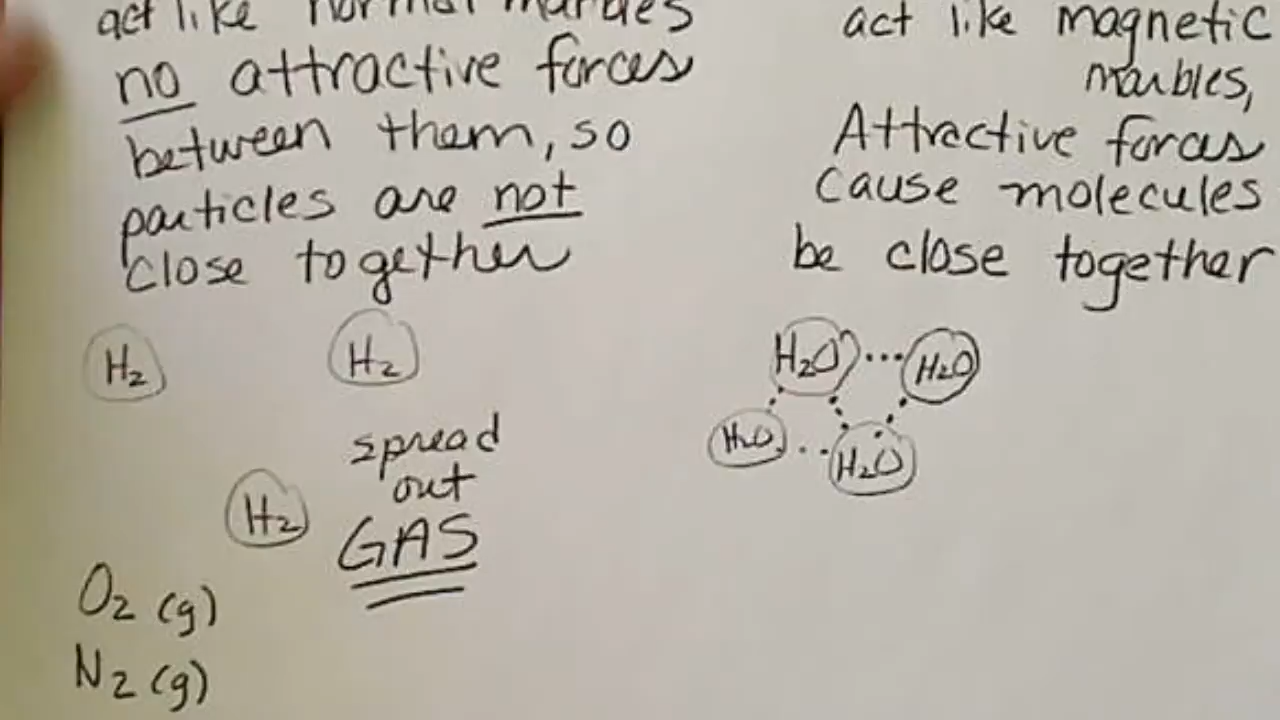 act like normal marbles
no attractive forces
between them, so
particles are not
close together
H₂ H₂
spread
out
H₂
GAS
O₂ (g)
N₂ (g)
act like magnetic
marbles,
Attractive forces
cause molecules
be close together
H₂O ... H₂O
H₂O ... H₂O